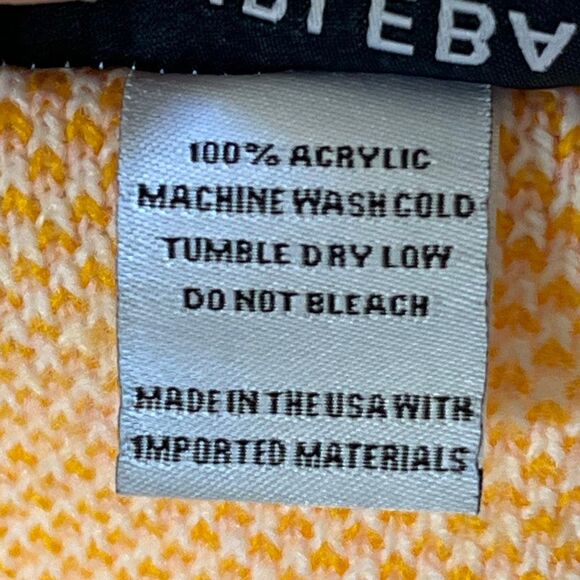 100% ACRYLIC
MACHINE WASH COLD
TUMBLE DRY LOW
DO NOT BLEACH
MADE IN THE USA WITH
IMPORTED MATERIALS